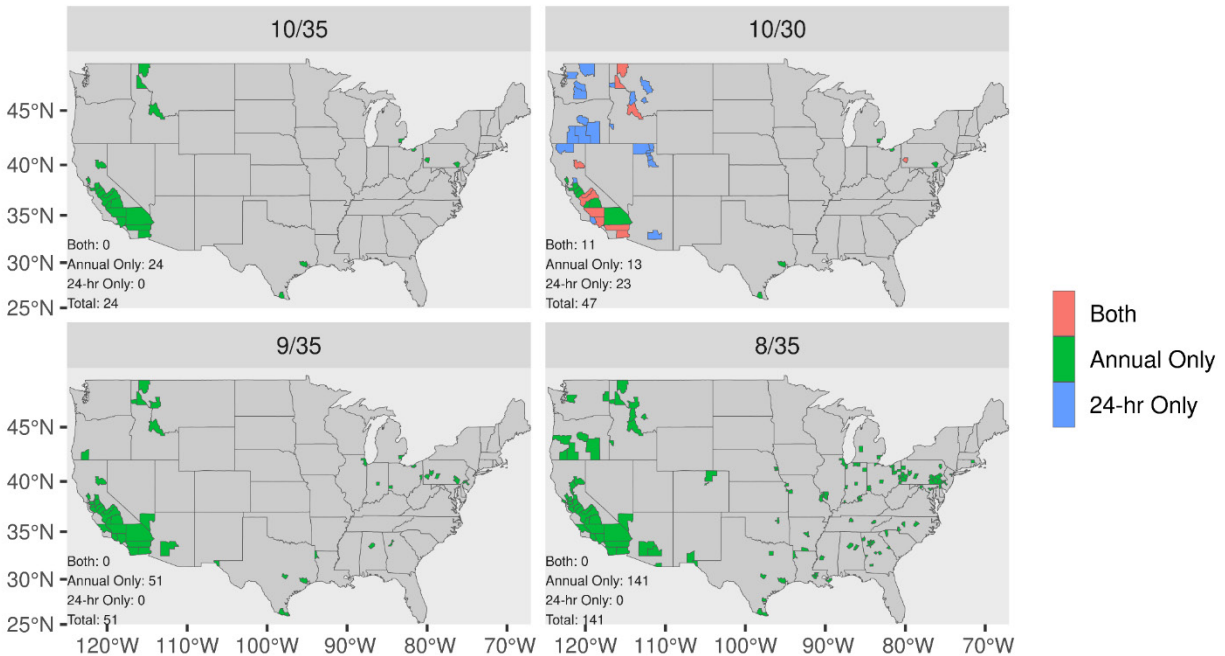 10/35
10/30
45°N
40°N
35°N
30°N
25°N
Both: 0
Annual Only: 24
24-hr Only: 0
Total: 24
Both: 11
Annual Only: 13
24-hr Only: 23
Total: 47
9/35
8/35
45°N
40°N
35°N
30°N
25°N
Both: 0
Annual Only: 51
24-hr Only: 0
Total: 51
Both: 0
Annual Only: 141
24-hr Only: 0
Total: 141
120°W 110°W 100°W 90°W 80°W 70°W
120°W 110°W 100°W 90°W 80°W 70°W
Both
Annual Only
24-hr Only